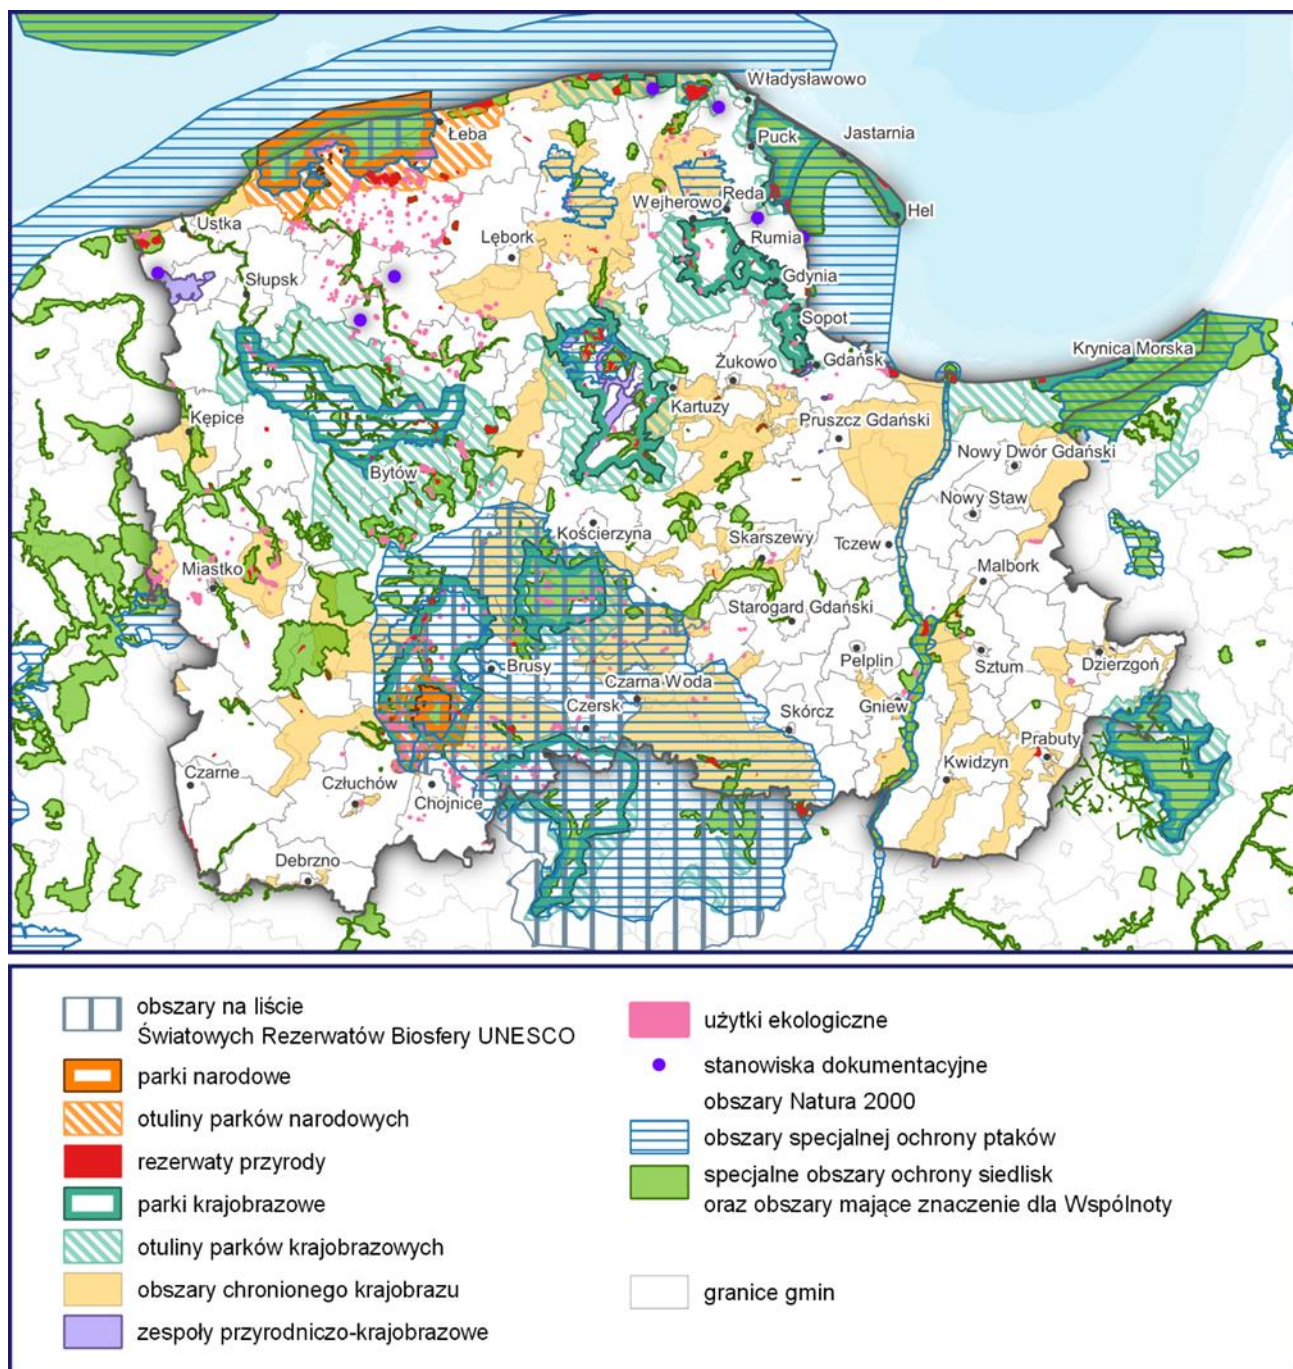 Władysławowo
Łeba
Puck
Jastarnia
Reda
Wejherowo
Hel
Ustka
Rumia
Lębork
Gdynia
Słupsk
Sopot
Krynica Morska
Gdańsk
Żukowo
Kartuzy
Kępice
Pruszcz Gdański
Nowy Dwór Gdański
Bytów
Nowy Staw
Kościerzyna
Skarszewy
Tczew
Miastko
Malbork
Starogard Gdański
Pelplin
Dzierzgoń
Brusy
Sztum
Czarna Woda
Czersk
Skórcz
Gniew
Prabuty
Czarne
Człuchów
Chojnice
Kwidzyn
Debrzno
obszary na liście
Światowych Rezerwatów Biosfery UNESCO
parki narodowe
otuliny parków narodowych
rezerwaty przyrody
parki krajobrazowe
otuliny parków krajobrazowych
obszary chronionego krajobrazu
zespoły przyrodniczo-krajobrazowe
użytki ekologiczne
stanowiska dokumentacyjne
obszary Natura 2000
obszary specjalnej ochrony ptaków
specjalne obszary ochrony siedlisk
oraz obszary mające znaczenie dla Wspólnoty
granice gmin